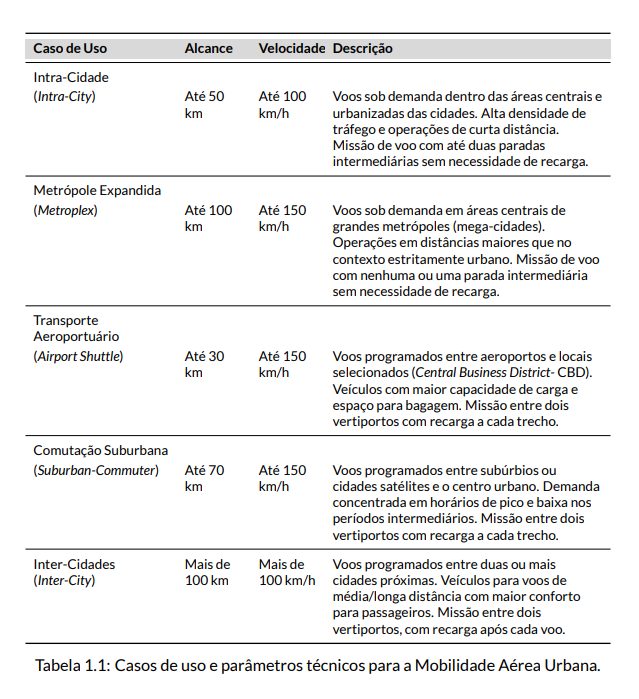 Caso de Uso Alcance Velocidade Descrição
Intra-Cidade
(Intra-City) Até 50 Até 100 Voos sob demanda dentro das áreas centrais e
km km/h urbanizadas das cidades. Alta densidade de
tráfego e operações de curta distância.
Missão de voo com até duas paradas
intermediárias sem necessidade de recarga.
Metrópole Expandida
(Metroplex) Até 100 Até 150 Voos sob demanda em áreas centrais de
km km/h grandes metrópoles (mega-cidades).
Operações em distâncias maiores que no
contexto estritamente urbano. Missão de voo
com nenhuma ou uma parada intermediária
sem necessidade de recarga.
Transporte
Aeroportuário
(Airport Shuttle) Até 30 Até 150 Voos programados entre aeroportos e locais
km km/h selecionados (Central Business District- CBD).
Veículos com maior capacidade de carga e
espaço para bagagem. Missão entre dois
vertiportos com recarga a cada trecho.
Comutação Suburbana
(Suburban-Commuter) Até 70 Até 150 Voos programados entre subúrbios ou
km km/h cidades satélites e o centro urbano. Demanda
concentrada em horários de pico e baixa nos
períodos intermediários. Missão entre dois
vertiportos com recarga a cada trecho.
Inter-Cidades Mais de Mais de Voos programados entre duas ou mais
(Inter-City) 100 km 100 km/h cidades próximas. Veículos para voos de
média/longa distância com maior conforto
para passageiros. Missão entre dois
vertiportos, com recarga após cada voo.
Tabela 1.1: Casos de uso e parâmetros técnicos para a Mobilidade Aérea Urbana.